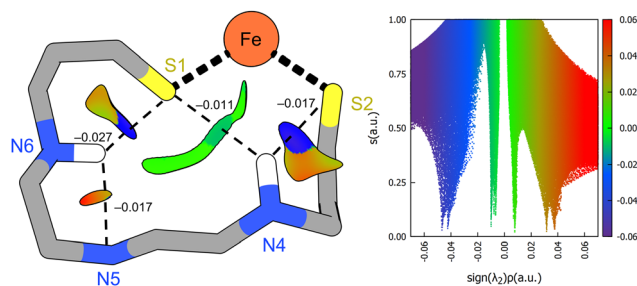 Fe
S1
S2
−0.011
−0.017
−0.027
N6
−0.017
N4
N5
1.00
0.75
0.50
0.25
0.00
s(a.u.)
-0.06 -0.04 -0.02 0.00 0.02 0.04 0.06
sign(λ₂)ρ(a.u.)
0.06
0.04
0.02
0.00
-0.02
-0.04
-0.06